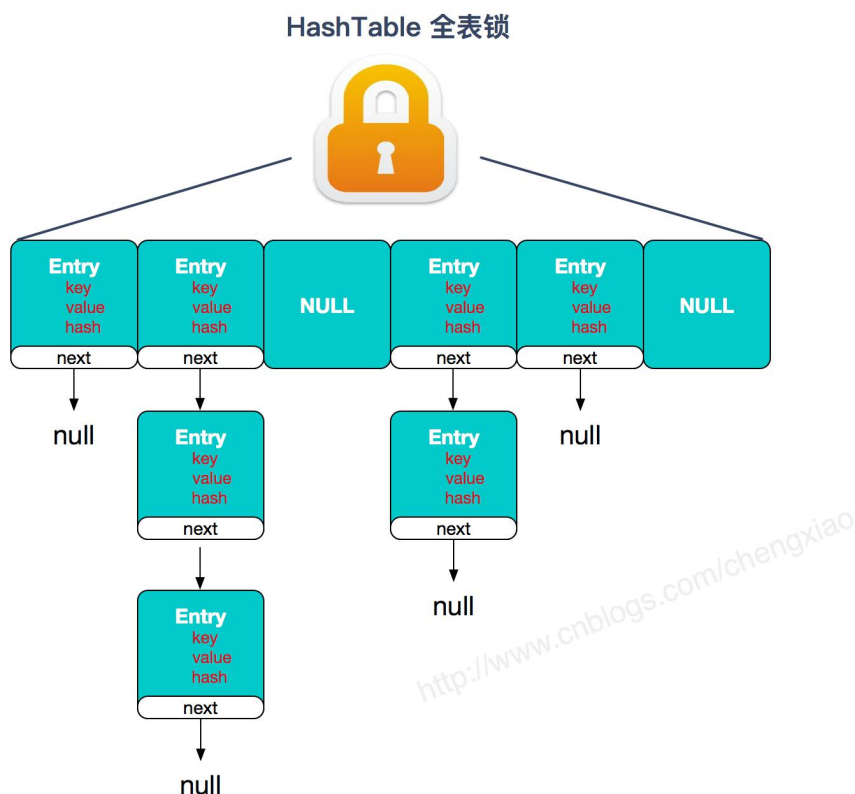 HashTable 全表锁
Entry
key
value
hash
next
Entry
key
value
hash
next
NULL
Entry
key
value
hash
next
Entry
key
value
hash
next
NULL
null
Entry
key
value
hash
next
Entry
key
value
hash
next
null
Entry
key
value
hash
next
null
null
http://www.cnblogs.com/chengxiao